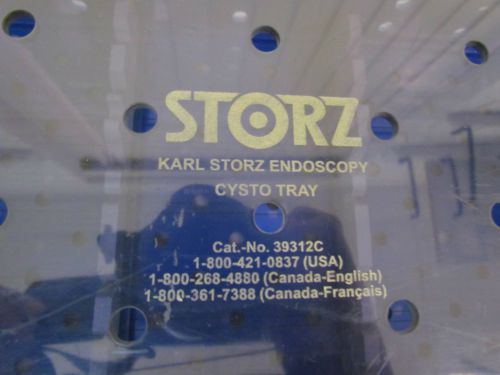 STORZ
KARL STORZ ENDOSCOPY
CYSTO TRAY
Cat.-No. 39312C
1-800-421-0837 (USA)
1-800-268-4880 (Canada-English)
1-800-361-7388 (Canada-Français)